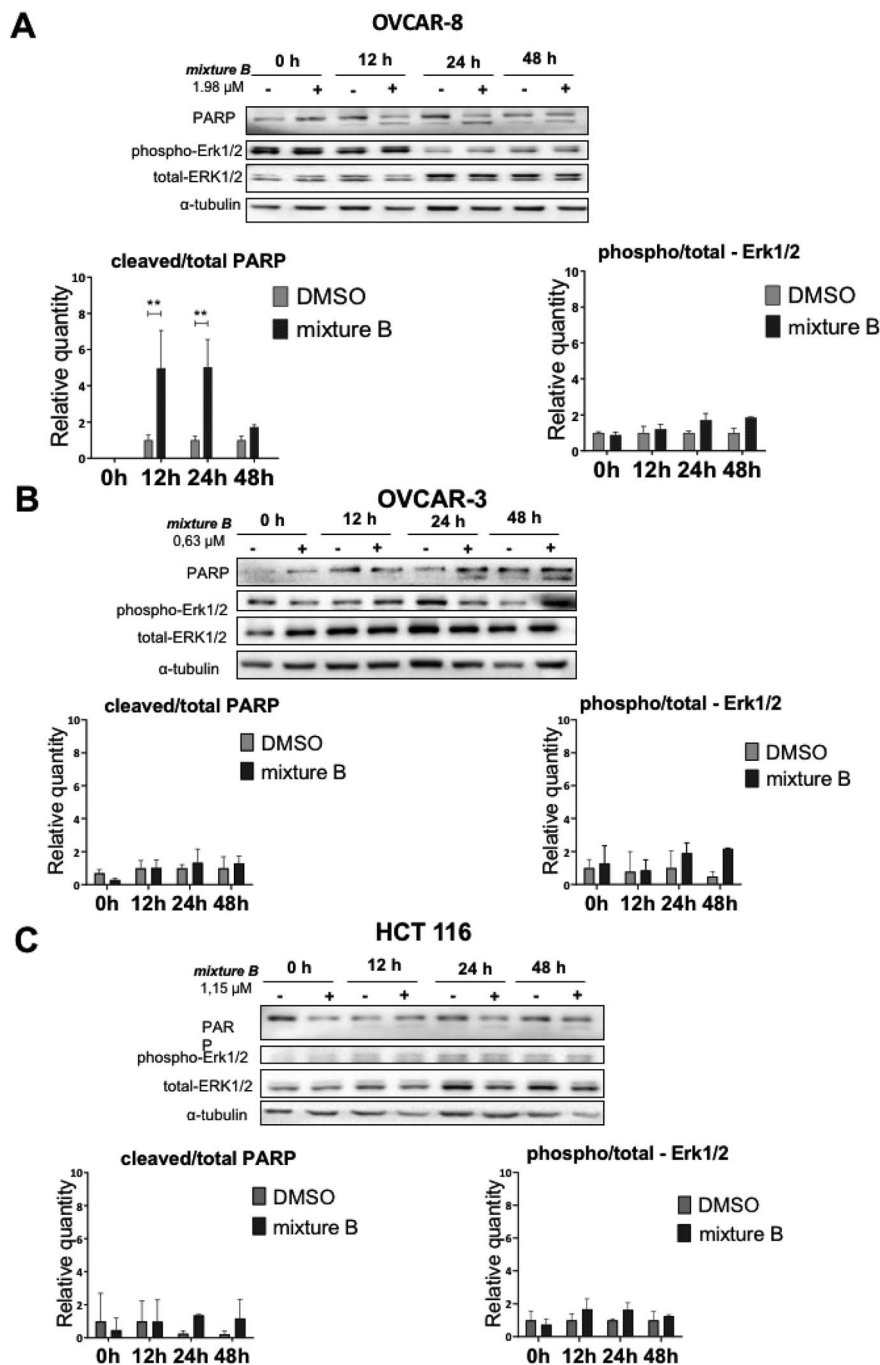 A
OVCAR-8
mixture B 0 h 12 h 24 h 48 h
1.98 µM - + - + - + - +
PARP
phospho-Erk1/2
total-ERK1/2
α-tubulin
cleaved/total PARP
Relative quantity
10
8
6
4
2
0
** **
DMSO
mixture B
0h 12h 24h 48h
phospho/total - Erk1/2
Relative quantity
10
8
6
4
2
0
DMSO
mixture B
0h 12h 24h 48h
B
OVCAR-3
mixture B 0 h 12 h 24 h 48 h
0,63 µM - + - + - + - +
PARP
phospho-Erk1/2
total-ERK1/2
α-tubulin
cleaved/total PARP
Relative quantity
10
8
6
4
2
0
DMSO
mixture B
0h 12h 24h 48h
phospho/total - Erk1/2
Relative quantity
10
8
6
4
2
0
DMSO
mixture B
0h 12h 24h 48h
C
HCT 116
mixture B 0 h 12 h 24 h 48 h
1,15 µM - + - + - + - +
PAR
P
phospho-Erk1/2
total-ERK1/2
α-tubulin
cleaved/total PARP
Relative quantity
10
8
6
4
2
0
DMSO
mixture B
0h 12h 24h 48h
phospho/total - Erk1/2
Relative quantity
10
8
6
4
2
0
DMSO
mixture B
0h 12h 24h 48h